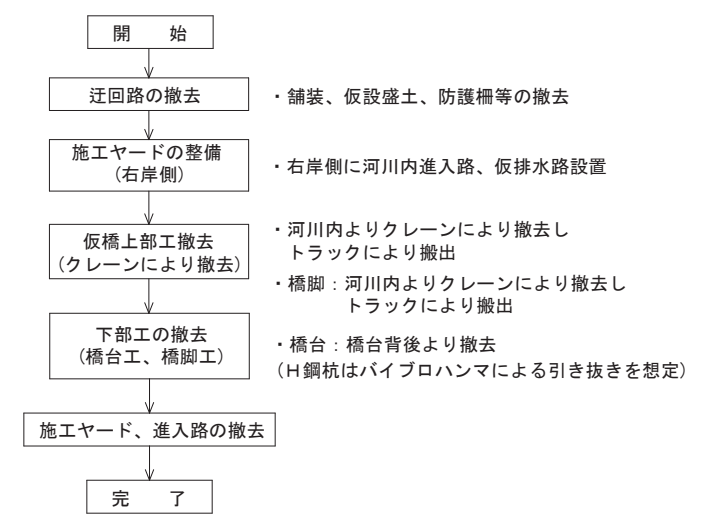 開　始
迂回路の撤去
・舗装、仮設盛土、防護柵等の撤去
施工ヤードの整備
(右岸側)
・右岸側に河川内進入路、仮排水路設置
仮橋上部工撤去
(クレーンにより撤去)
・河川内よりクレーンにより撤去し
トラックにより搬出
・橋脚：河川内よりクレーンにより撤去し
トラックにより搬出
下部工の撤去
(橋台工、橋脚工)
・橋台：橋台背後より撤去
(Ｈ鋼杭はバイブロハンマによる引き抜きを想定)
施工ヤード、進入路の撤去
完　了